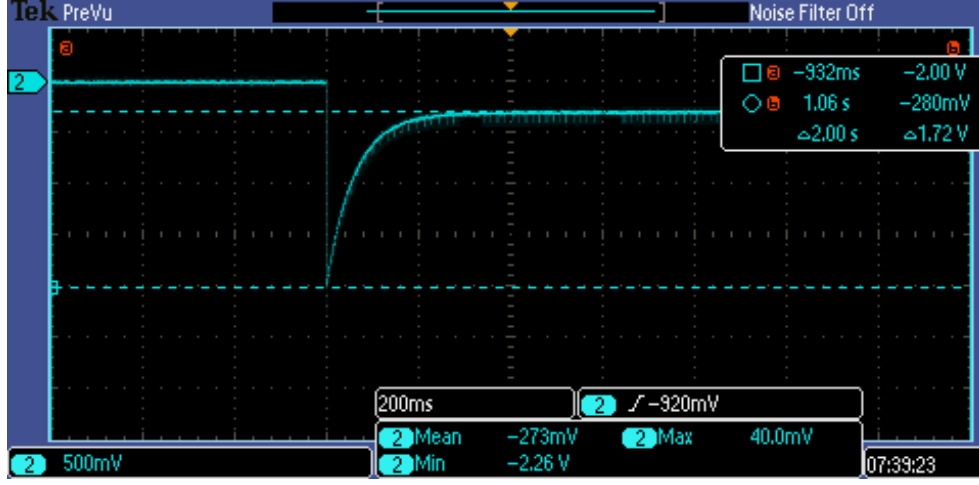 Tek PreVu Noise Filter Off
a b
2
a -932ms -2.00 V
b 1.06 s -280mV
△2.00 s △1.72 V
200ms 2 -920mV
2 Mean -273mV 2 Max 40.0mV
2 Min -2.26 V
2 500mV 07:39:23